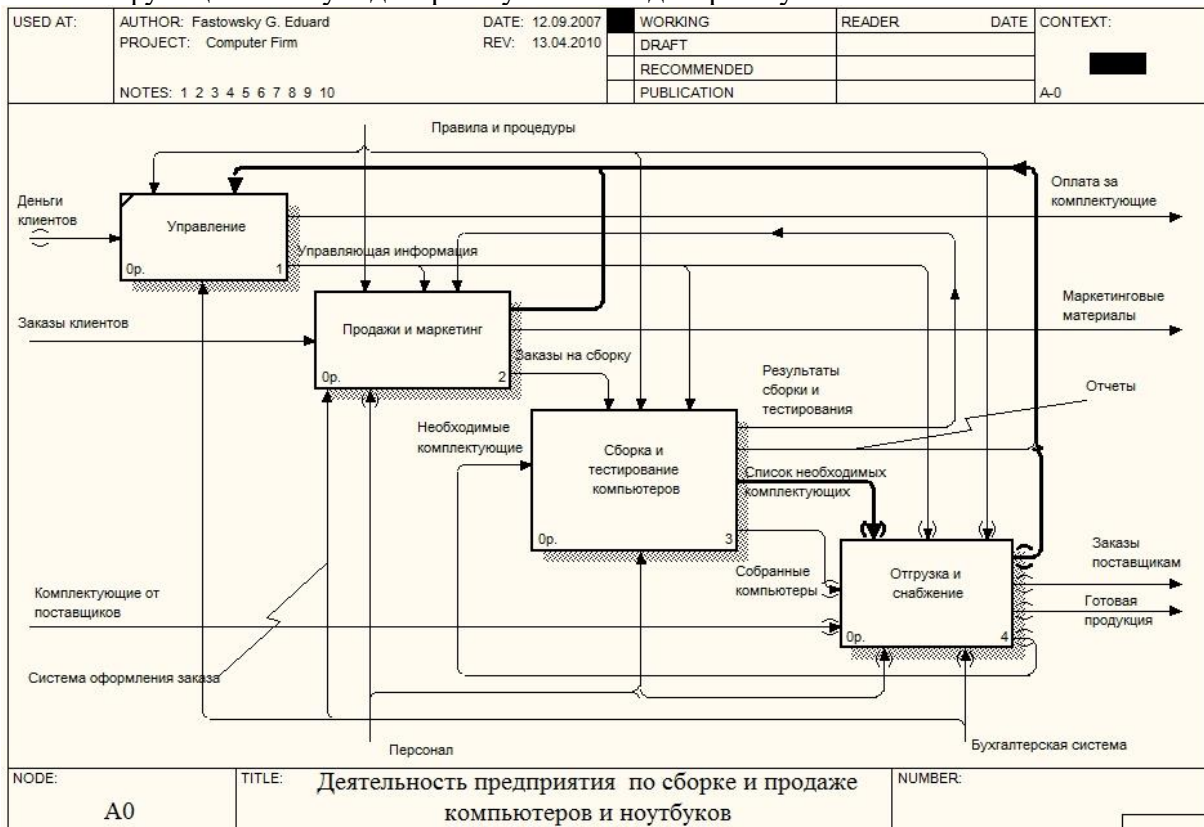 USED AT:
AUTHOR: Fastowsky G. Eduard
DATE: 12.09.2007
PROJECT: Computer Firm
REV: 13.04.2010
NOTES: 1 2 3 4 5 6 7 8 9 10
WORKING
DRAFT
RECOMMENDED
PUBLICATION
READER
DATE
CONTEXT:
A-0
Правила и процедуры
Деньги
клиентов
Управление
0р.
1
Оплата за
комплектующие
Управляющая информация
Заказы клиентов
Продажи и маркетинг
0р.
2
Маркетинговые
материалы
Заказы на сборку
Результаты
сборки и
тестирования
Отчеты
Необходимые
комплектующие
Сборка и
тестирование
компьютеров
0р.
3
Список необходимых
комплектующих
Собранные
компьютеры
Отгрузка и
снабжение
0р.
4
Заказы
поставщикам
Готовая
продукция
Комплектующие от
поставщиков
Система оформления заказа
Персонал
Бухгалтерская система
NODE:
A0
TITLE:
Деятельность предприятия по сборке и продаже
компьютеров и ноутбуков
NUMBER: